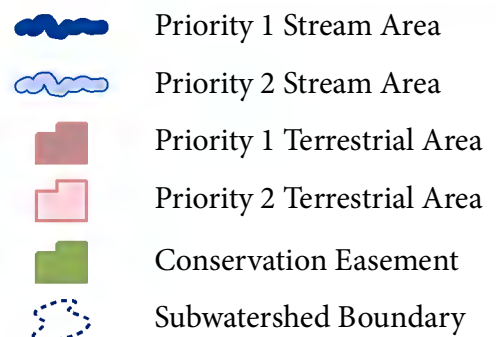 Priority 1 Stream Area
Priority 2 Stream Area
Priority 1 Terrestrial Area
Priority 2 Terrestrial Area
Conservation Easement
Subwatershed Boundary